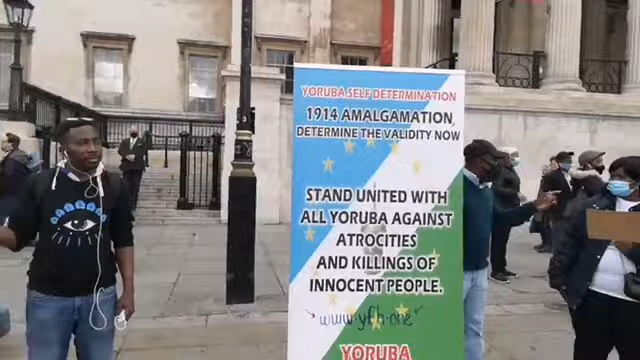 YORUBA SELF DETERMINATION
1914 AMALGAMATION,
DETERMINE THE VALIDITY NOW
STAND UNITED WITH
ALL YORUBA AGAINST
ATROCITIES
AND KILLINGS OF
INNOCENT PEOPLE.
www.yfh.one
YORUBA